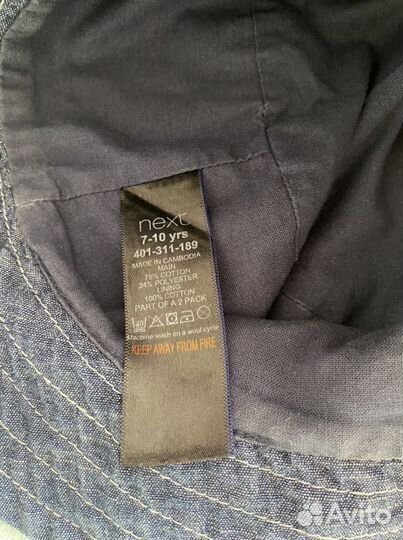 next
7-10 yrs
401-311-189
MADE IN CAMBODIA
MAIN
76% COTTON
24% POLYESTER
LINING
100% COTTON
PART OF A 2 PACK
Machine wash on a wool cycle
KEEP AWAY FROM FIRE
Avito